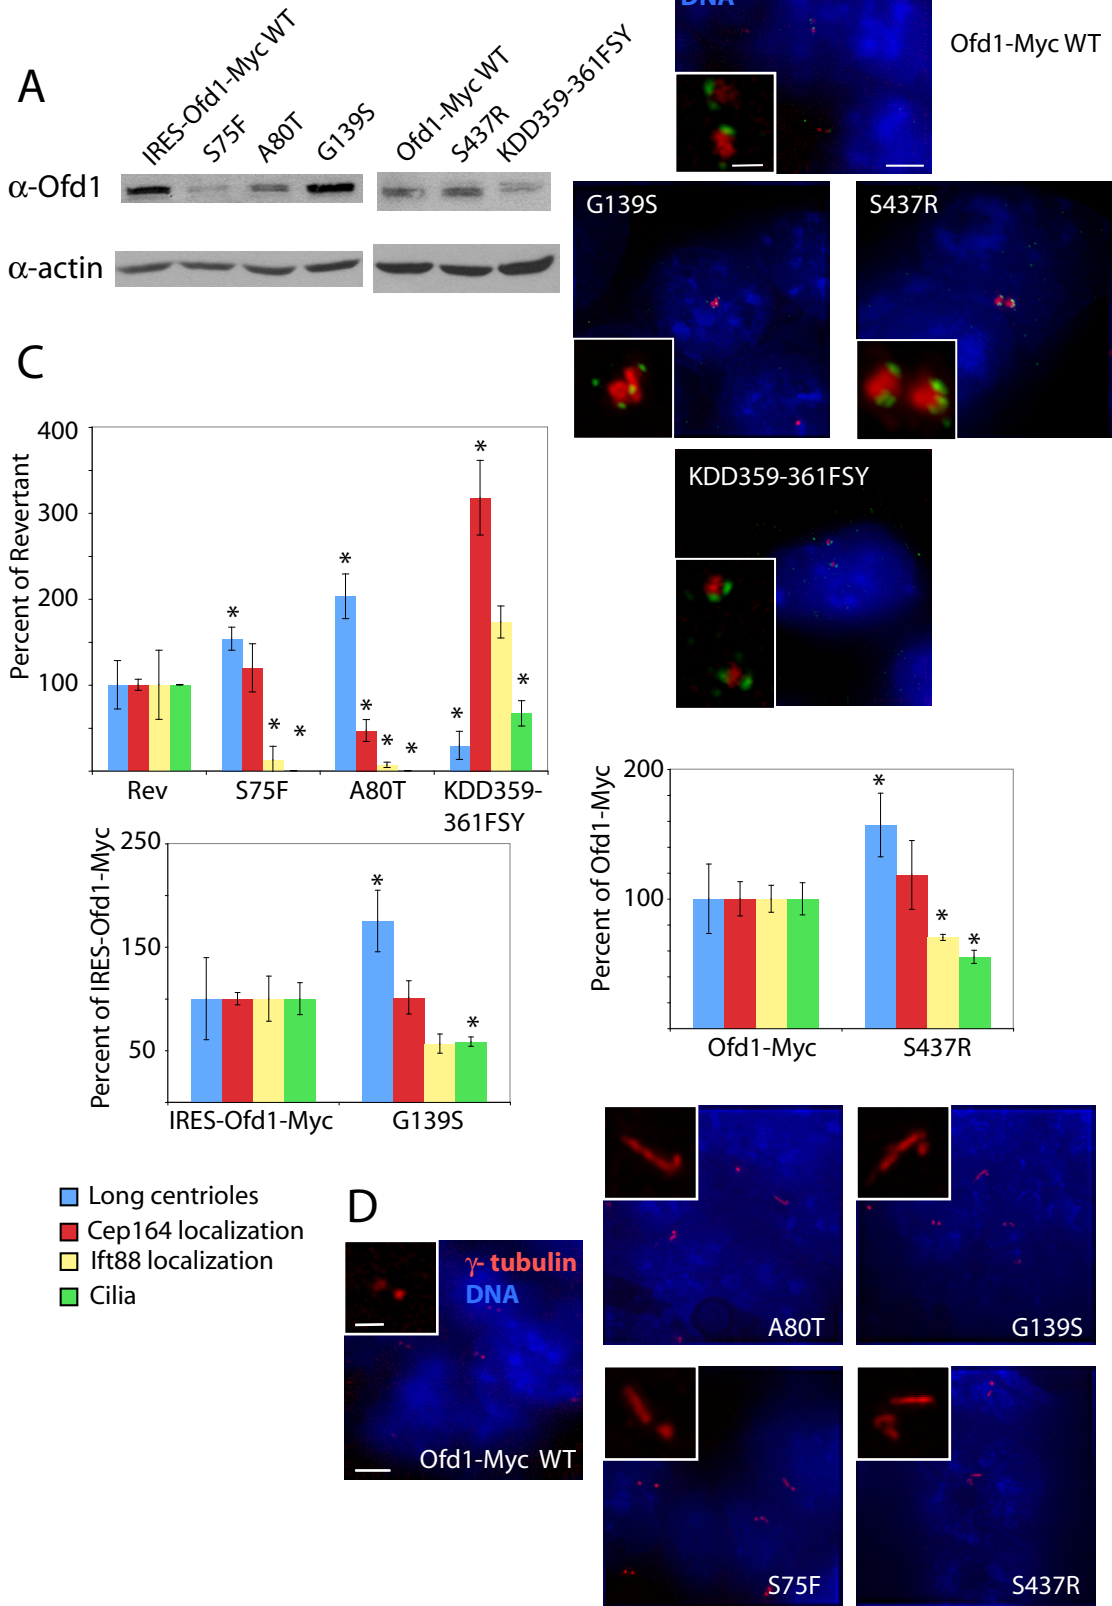 A
IRES-Ofd1-Myc WT
S75F
A80T
G139S
Ofd1-Myc WT
S437R
KDD359-361FSY
α-Ofd1
α-actin
DNA
Ofd1-Myc WT
G139S
S437R
KDD359-361FSY
C
Percent of Revertant
400
300
200
100
*
*
*
*
*
*
*
*
*
*
Rev
S75F
A80T
KDD359-
361FSY
Percent of IRES-Ofd1-Myc
250
150
50
*
*
IRES-Ofd1-Myc
G139S
Percent of Ofd1-Myc
200
100
*
*
*
Ofd1-Myc
S437R
Long centrioles
Cep164 localization
Ift88 localization
Cilia
D
γ- tubulin
DNA
Ofd1-Myc WT
A80T
G139S
S75F
S437R